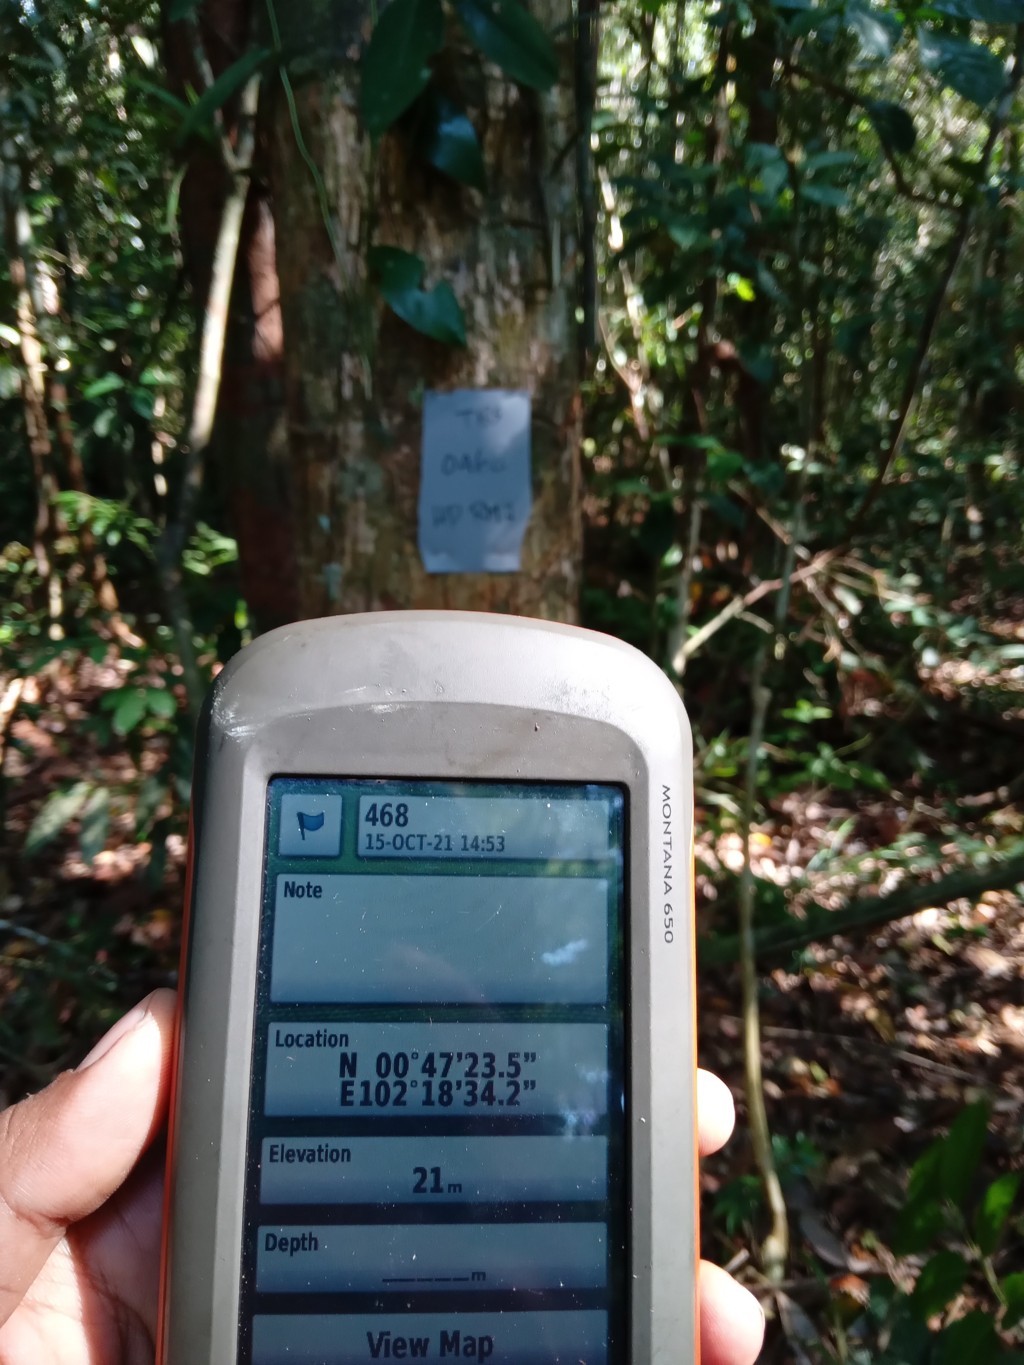 468
15-OCT-21 14:53
Note
Location
N 00°47'23.5"
E102°18'34.2"
Elevation
21m
Depth
_____m
View Map
MONTANA 650